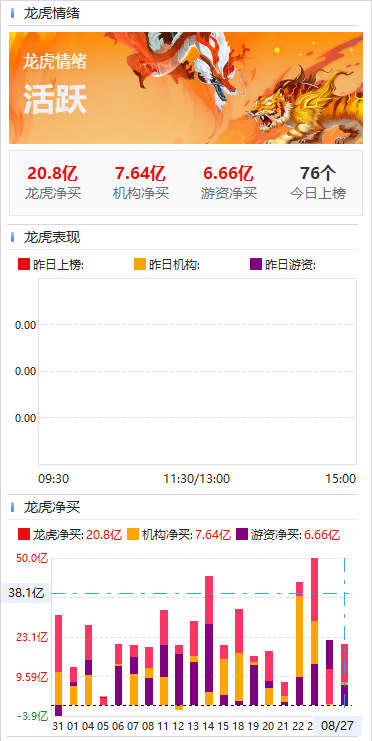 龙虎情绪
龙虎情绪
活跃
20.8亿 7.64亿 6.66亿 76个
龙虎净买 机构净买 游资净买 今日上榜
龙虎表现
昨日上榜: 昨日机构: 昨日游资:
0.00
0.00
0.00
09:30 11:30/13:00 15:00
龙虎净买
龙虎净买: 20.8亿 机构净买: 7.64亿 游资净买: 6.66亿
50.0亿
38.1亿
23.1亿
9.59亿
-3.9亿
31 01 04 05 06 07 08 11 12 13 14 15 18 19 20 21 22 2 08/27